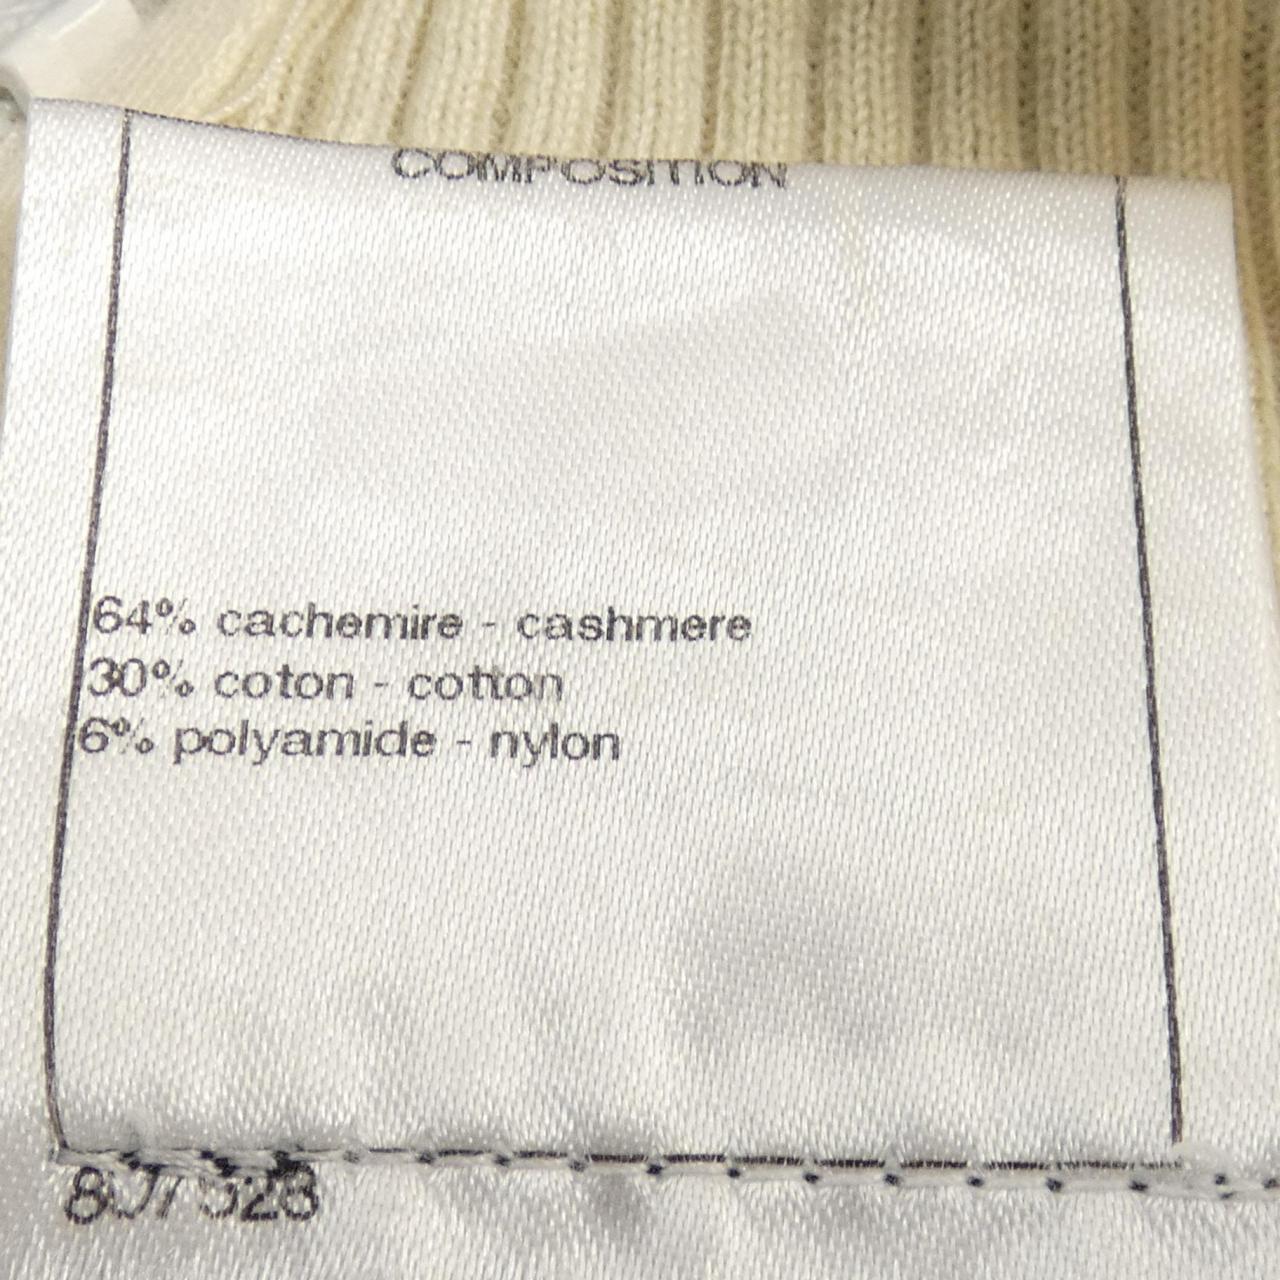 COMPOSITION
64% cachemire - cashmere
30% coton - cotton
6% polyamide - nylon